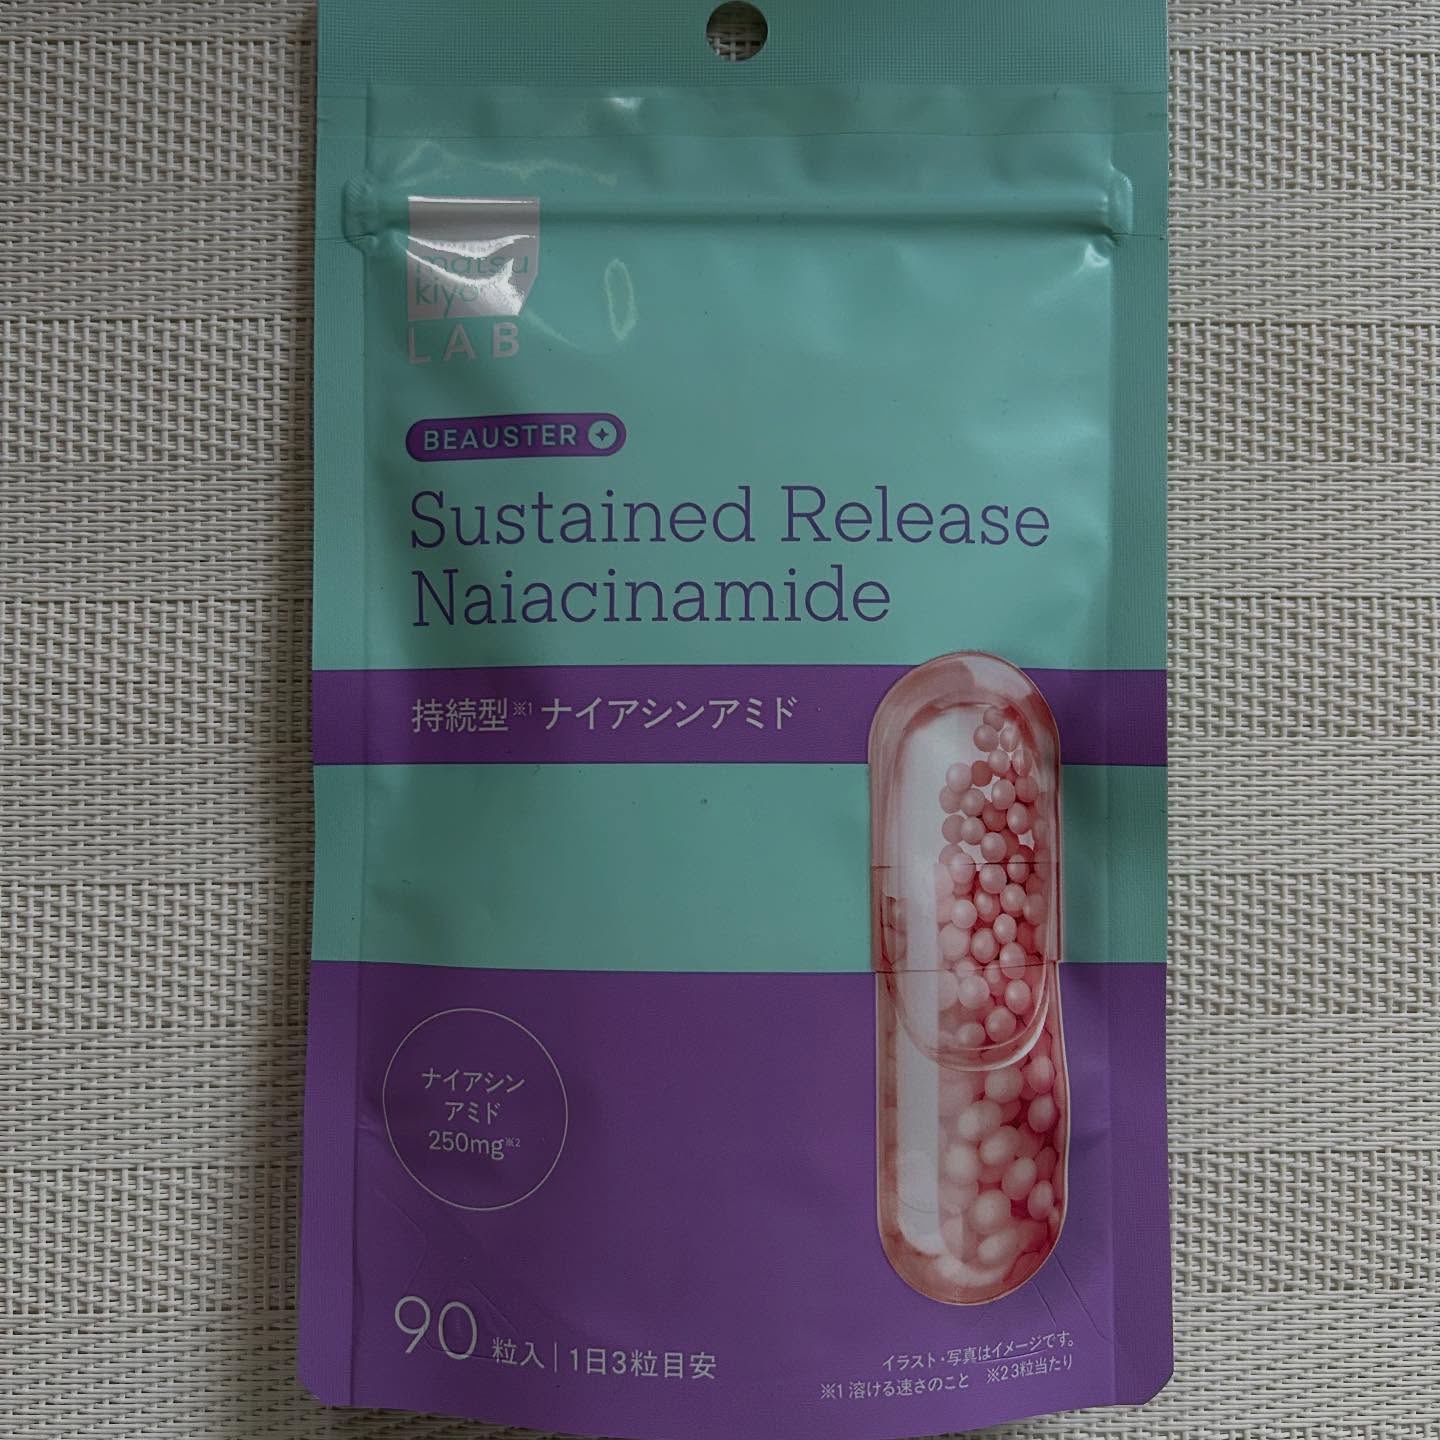 matsu
kiyo
LAB
BEAUSTER
Sustained Release
Naiacinamide
持続型※1 ナイアシンアミド
ナイアシン
アミド
250mg※2
90粒入 | 1日3粒目安
イラスト・写真はイメージです。
※1 溶ける速さのこと ※2 3粒当たり